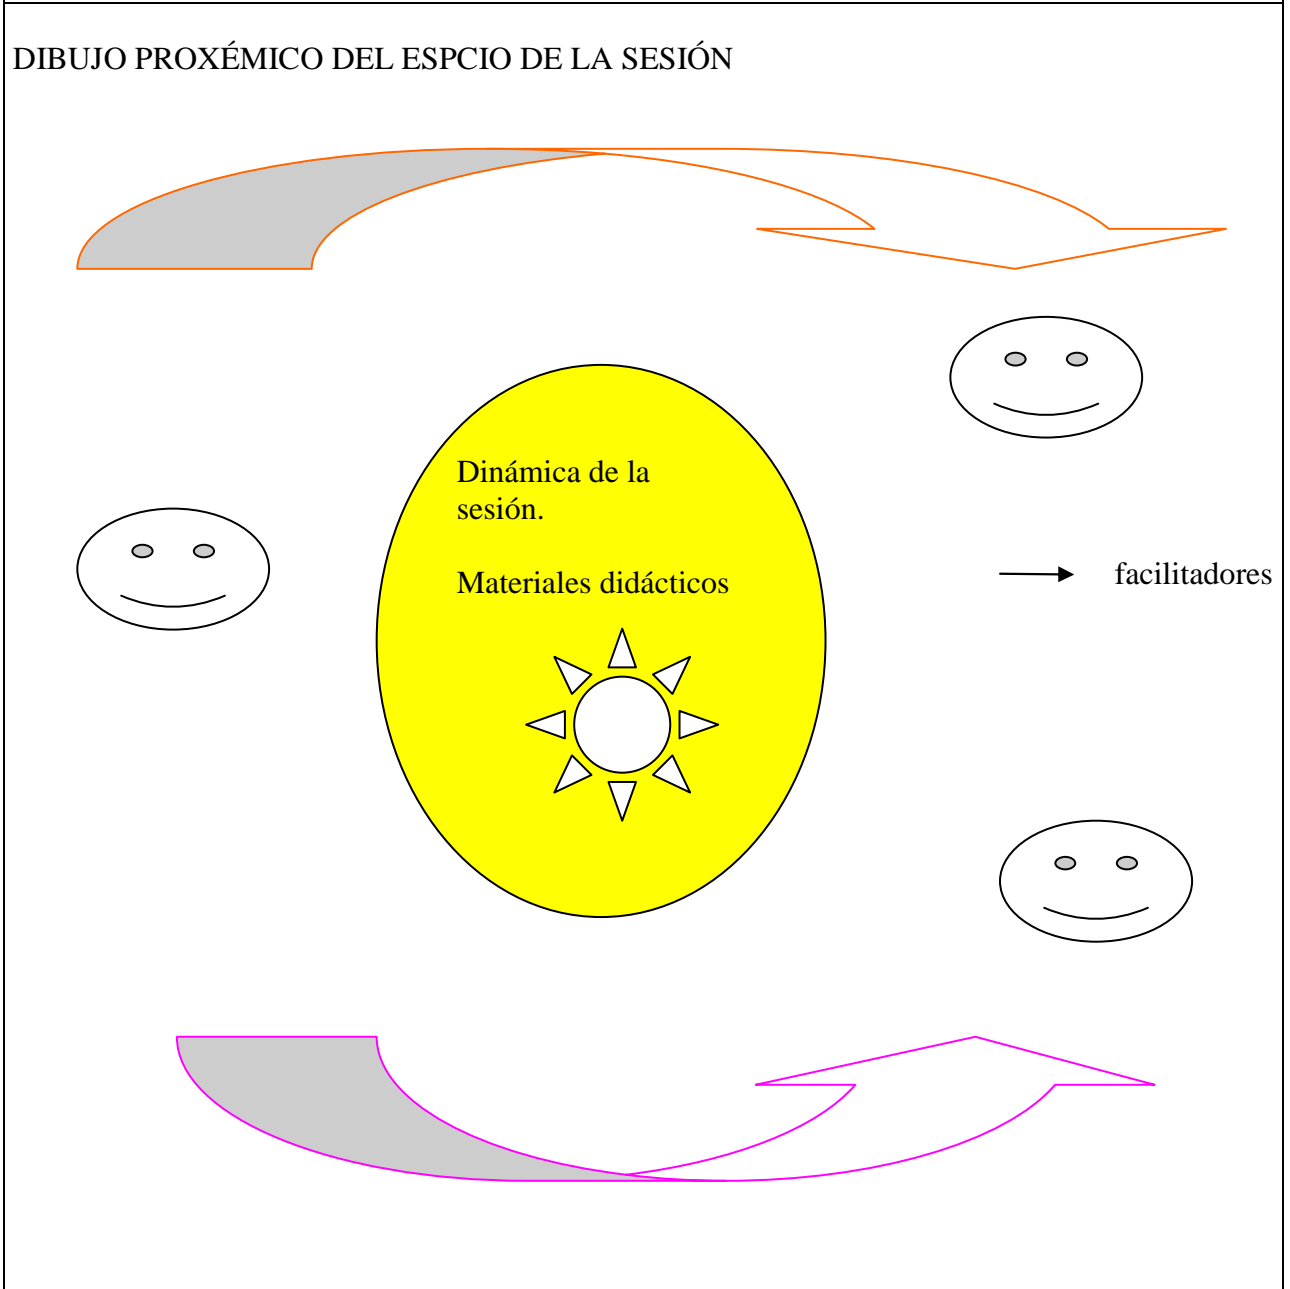 DIBUJO PROXÉMICO DEL ESPCIO DE LA SESIÓN
Dinámica de la
sesión.
Materiales didácticos
facilitadores